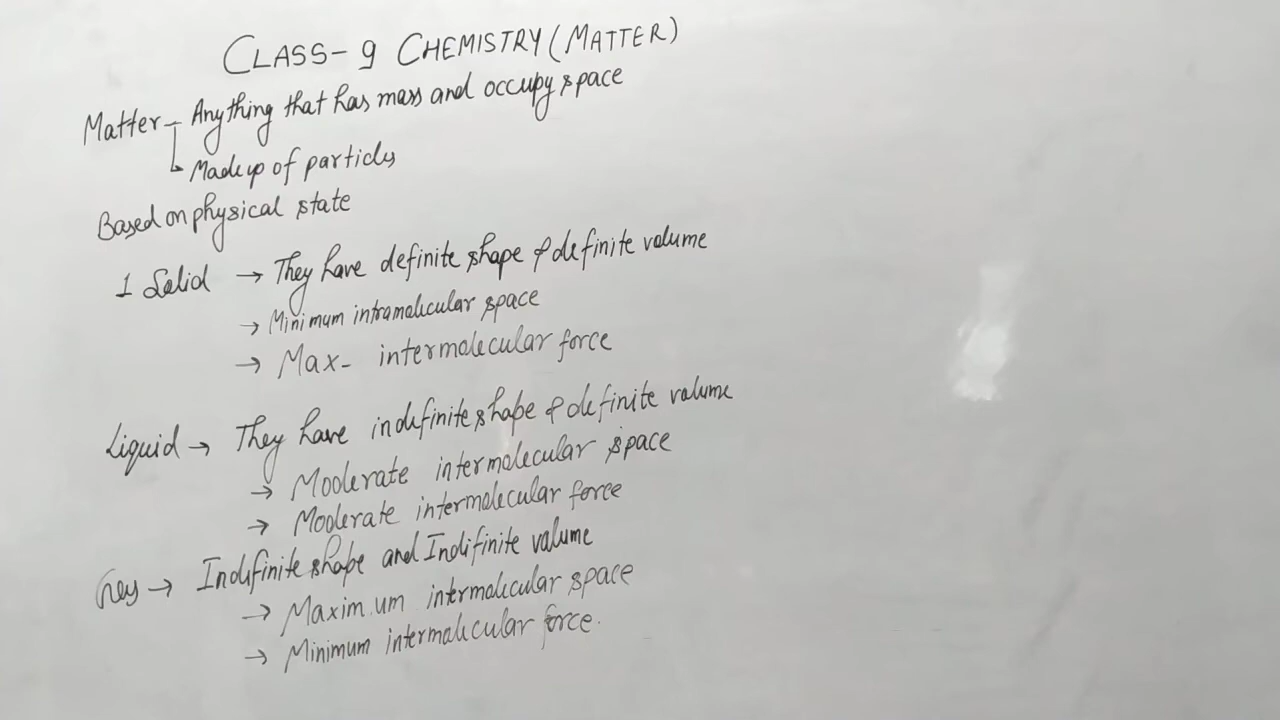 CLASS-9 CHEMISTRY (MATTER)
Matter - Anything that has mass and occupy space
Made up of particles
Based on physical state
1 Solid → They have definite shape & definite volume
→ Minimum intramolecular space
→ Max- intermolecular force
Liquid → They have indefinite shape & definite volume
→ Moderate intermolecular space
→ Moderate intermolecular force
Gas → Indefinite shape and Indifinite volume
→ Maximum intermolecular space
→ Minimum intermolecular force.